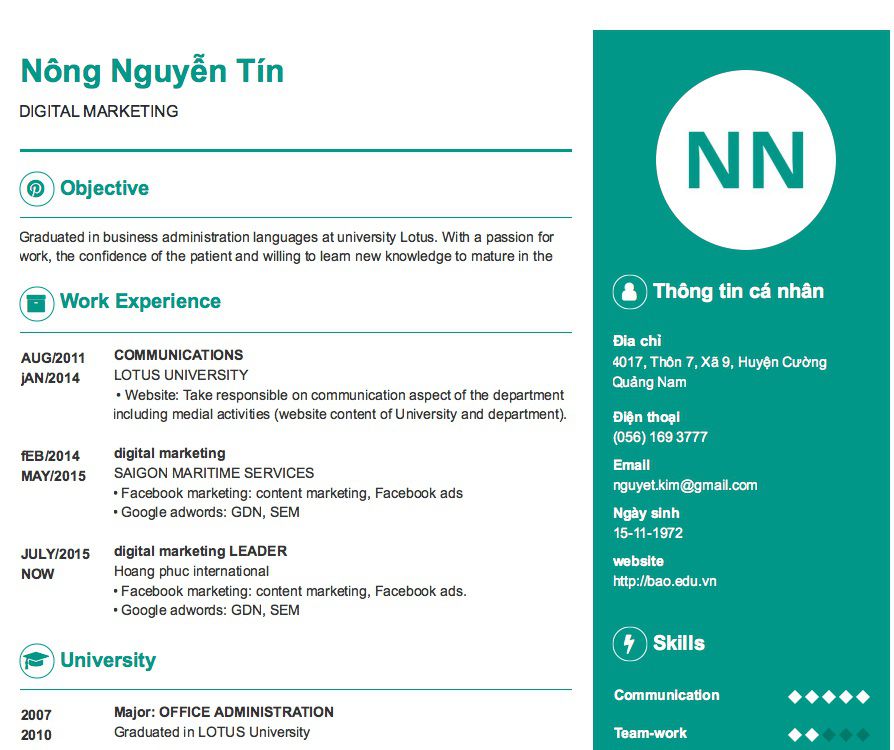 Nông Nguyễn Tín
DIGITAL MARKETING
Objective
Graduated in business administration languages at university Lotus. With a passion for
work, the confidence of the patient and willing to learn new knowledge to mature in the
Work Experience
AUG/2011
jAN/2014
COMMUNICATIONS
LOTUS UNIVERSITY
• Website: Take responsible on communication aspect of the department
including medial activities (website content of University and department).
fEB/2014
MAY/2015
digital marketing
SAIGON MARITIME SERVICES
• Facebook marketing: content marketing, Facebook ads
• Google adwords: GDN, SEM
JULY/2015
NOW
digital marketing LEADER
Hoang phuc international
• Facebook marketing: content marketing, Facebook ads.
• Google adwords: GDN, SEM
University
2007
2010
Major: OFFICE ADMINISTRATION
Graduated in LOTUS University
NN
Thông tin cá nhân
Địa chỉ
4017, Thôn 7, Xã 9, Huyện Cường
Quảng Nam
Điện thoại
(056) 169 3777
Email
nguyet.kim@gmail.com
Ngày sinh
15-11-1972
website
http://bao.edu.vn
Skills
Communication
Team-work